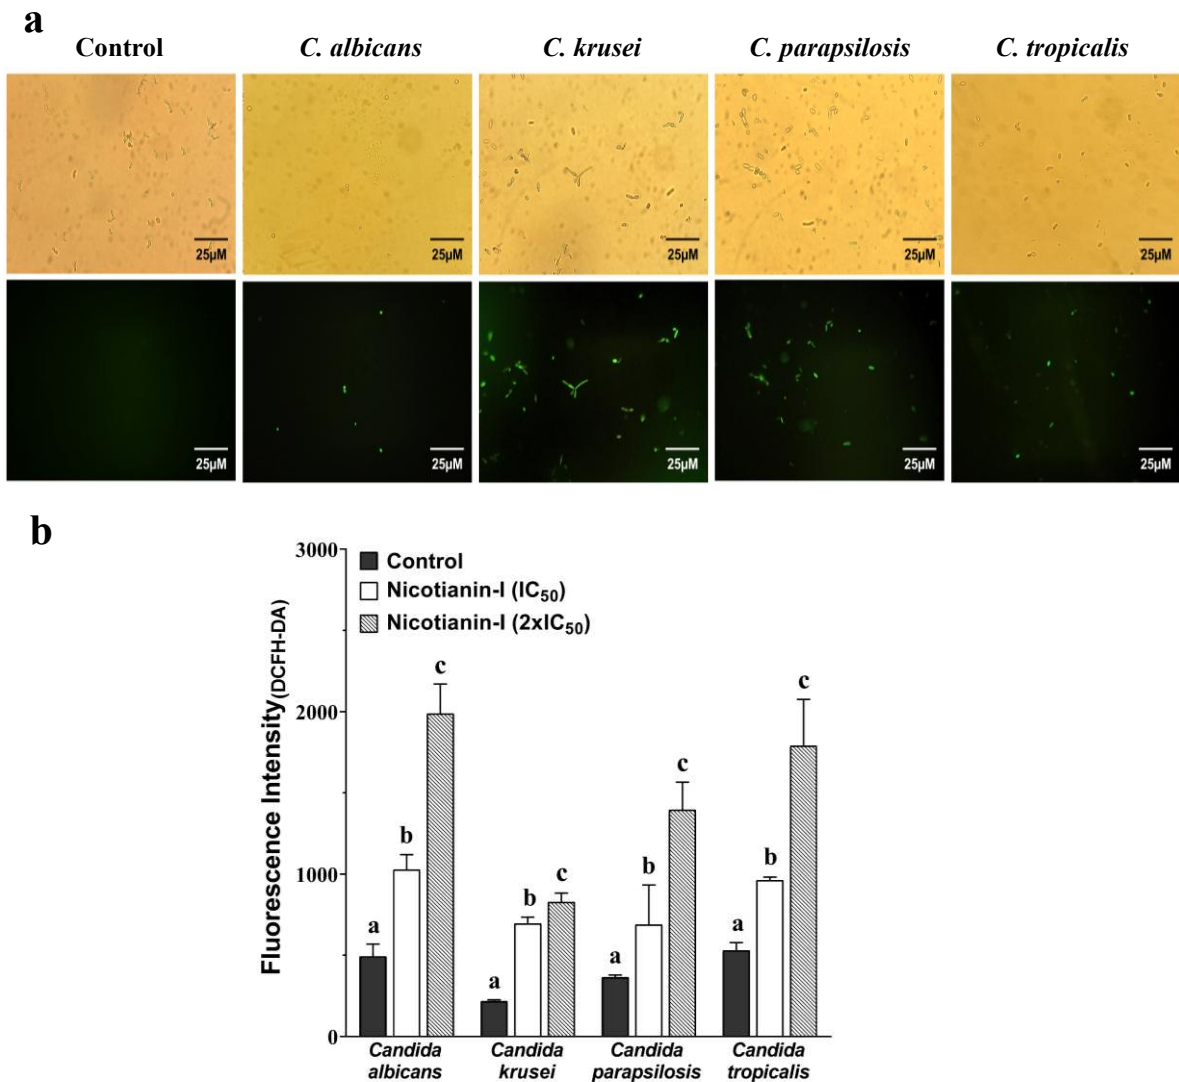 a
Control C. albicans C. krusei C. parapsilosis C. tropicalis
25µM 25µM 25µM 25µM 25µM
25µM 25µM 25µM 25µM 25µM
b
Fluorescence Intensity(DCFH-DA)
3000
2000
1000
0
Control
Nicotianin-I (IC50)
Nicotianin-I (2xIC50)
a b c a b c a b c a b c
Candida albicans
Candida krusei
Candida parapsilosis
Candida tropicalis